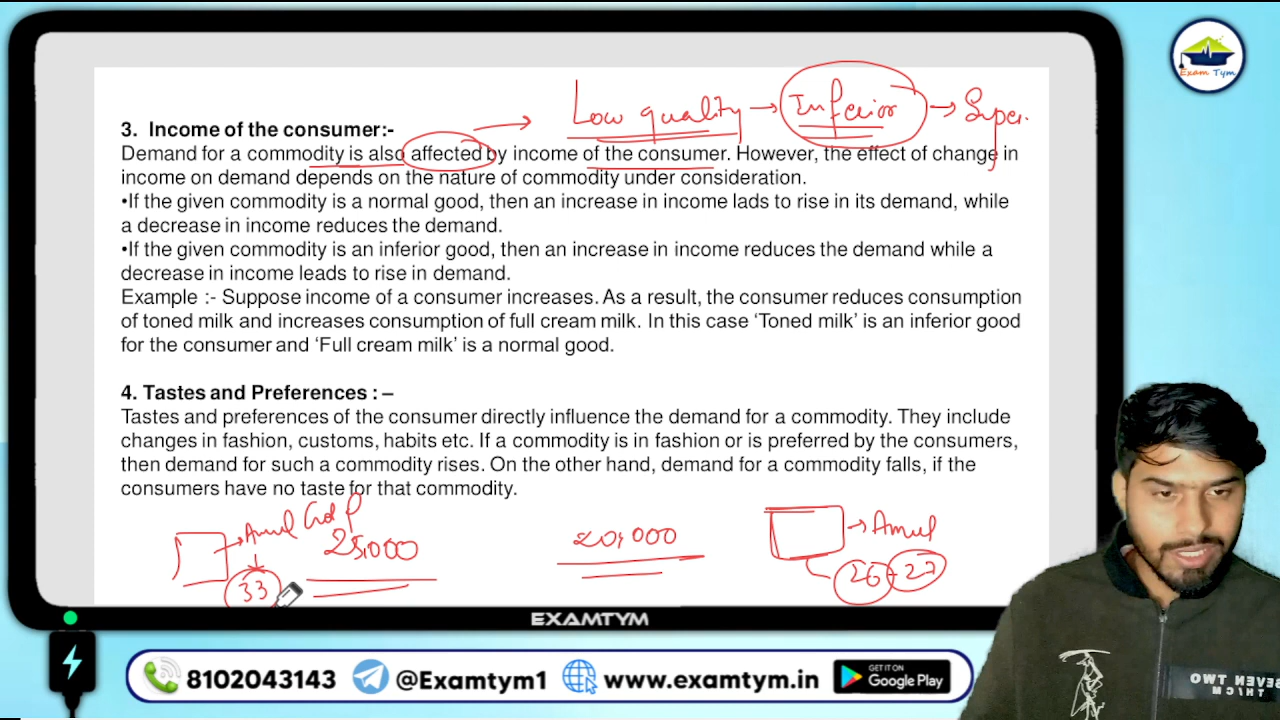 Exam Tym
Low quality → Inferior → Super.
3. Income of the consumer:-
Demand for a commodity is also affected by income of the consumer. However, the effect of change in
income on demand depends on the nature of commodity under consideration.
•If the given commodity is a normal good, then an increase in income lads to rise in its demand, while
a decrease in income reduces the demand.
•If the given commodity is an inferior good, then an increase in income reduces the demand while a
decrease in income leads to rise in demand.
Example :- Suppose income of a consumer increases. As a result, the consumer reduces consumption
of toned milk and increases consumption of full cream milk. In this case ‘Toned milk’ is an inferior good
for the consumer and ‘Full cream milk’ is a normal good.
4. Tastes and Preferences : –
Tastes and preferences of the consumer directly influence the demand for a commodity. They include
changes in fashion, customs, habits etc. If a commodity is in fashion or is preferred by the consumers,
then demand for such a commodity rises. On the other hand, demand for a commodity falls, if the
consumers have no taste for that commodity.
Amul
25,000
20,000
Amul
33
26-27
EXAMTYM
8102043143 @Examtym1 www.examtym.in GET IT ON Google Play